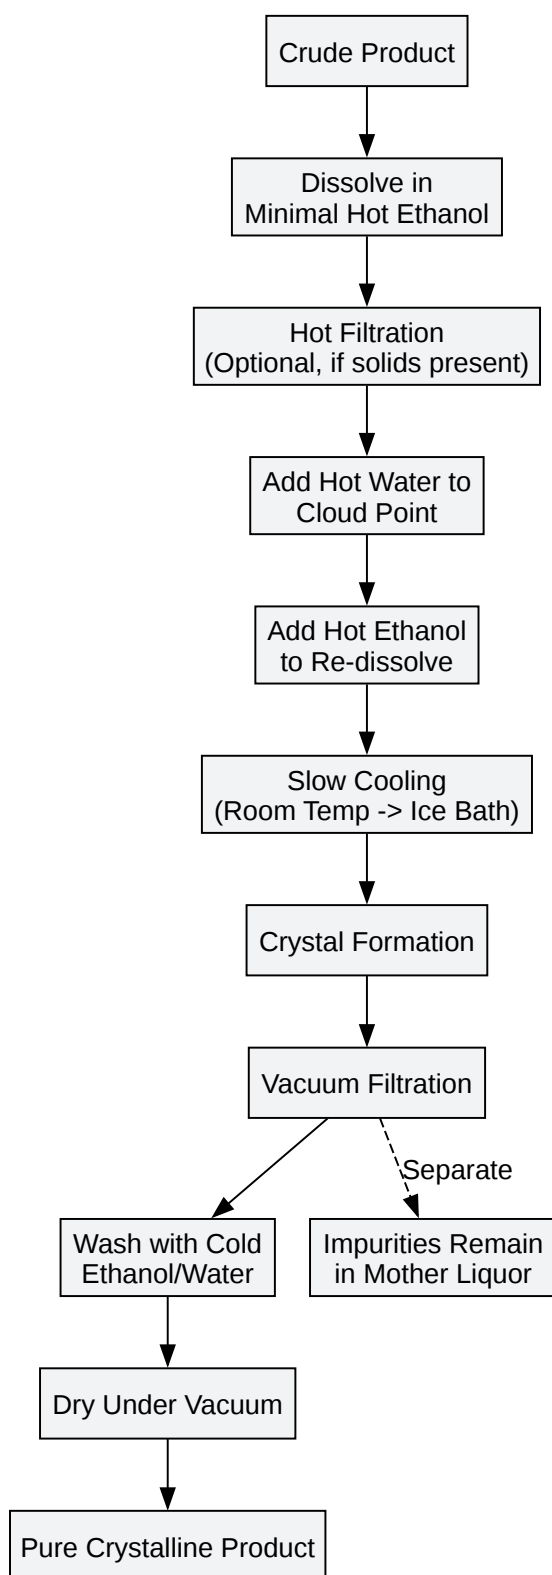 Crude Product
Dissolve in
Minimal Hot Ethanol
Hot Filtration
(Optional, if solids present)
Add Hot Water to
Cloud Point
Add Hot Ethanol
to Re-dissolve
Slow Cooling
(Room Temp -> Ice Bath)
Crystal Formation
Vacuum Filtration
Separate
Wash with Cold
Ethanol/Water
Impurities Remain
in Mother Liquor
Dry Under Vacuum
Pure Crystalline Product